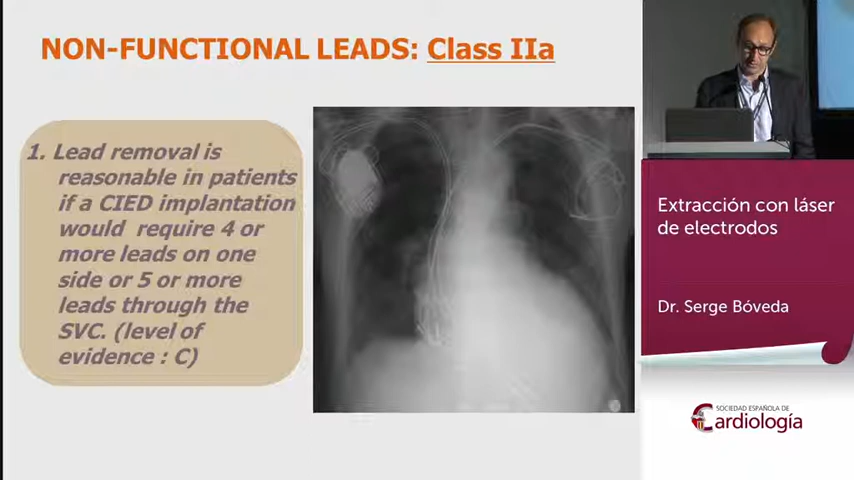 NON-FUNCTIONAL LEADS: Class IIa
1. Lead removal is
reasonable in patients
if a CIED implantation
would require 4 or
more leads on one
side or 5 or more
leads through the
SVC. (level of
evidence : C)
Extracción con láser
de electrodos
Dr. Serge Bóveda
SOCIEDAD ESPAÑOLA DE
Cardiología